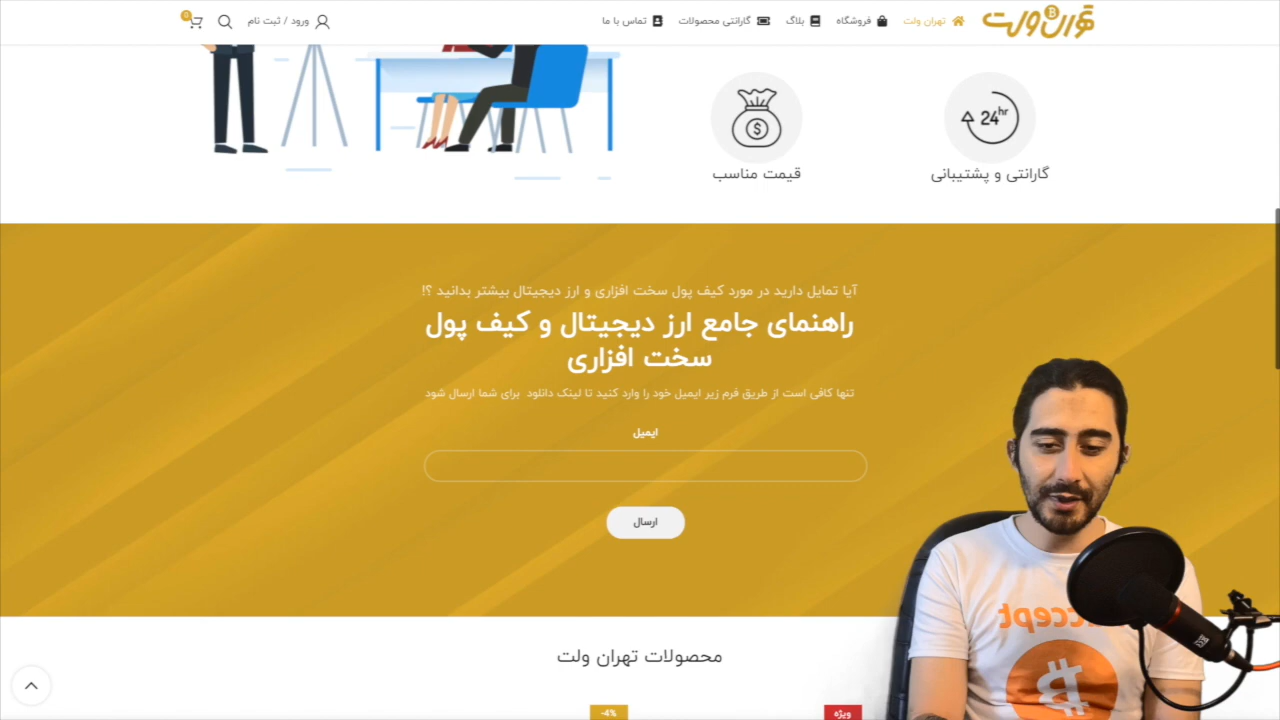 تهران ولت
تهران ولت
فروشگاه
بلاگ
گارانتی محصولات
تماس با ما
ورود / ثبت نام
0
24hr
$
گارانتی و پشتیبانی
قیمت مناسب
آیا تمایل دارید در مورد کیف پول سخت افزاری و ارز دیجیتال بیشتر بدانید ؟!
راهنمای جامع ارز دیجیتال و کیف پول
سخت افزاری
تنها کافی است از طریق فرم زیر ایمیل خود را وارد کنید تا لینک دانلود برای شما ارسال شود
ایمیل
ارسال
محصولات تهران ولت
ویژه
-4%